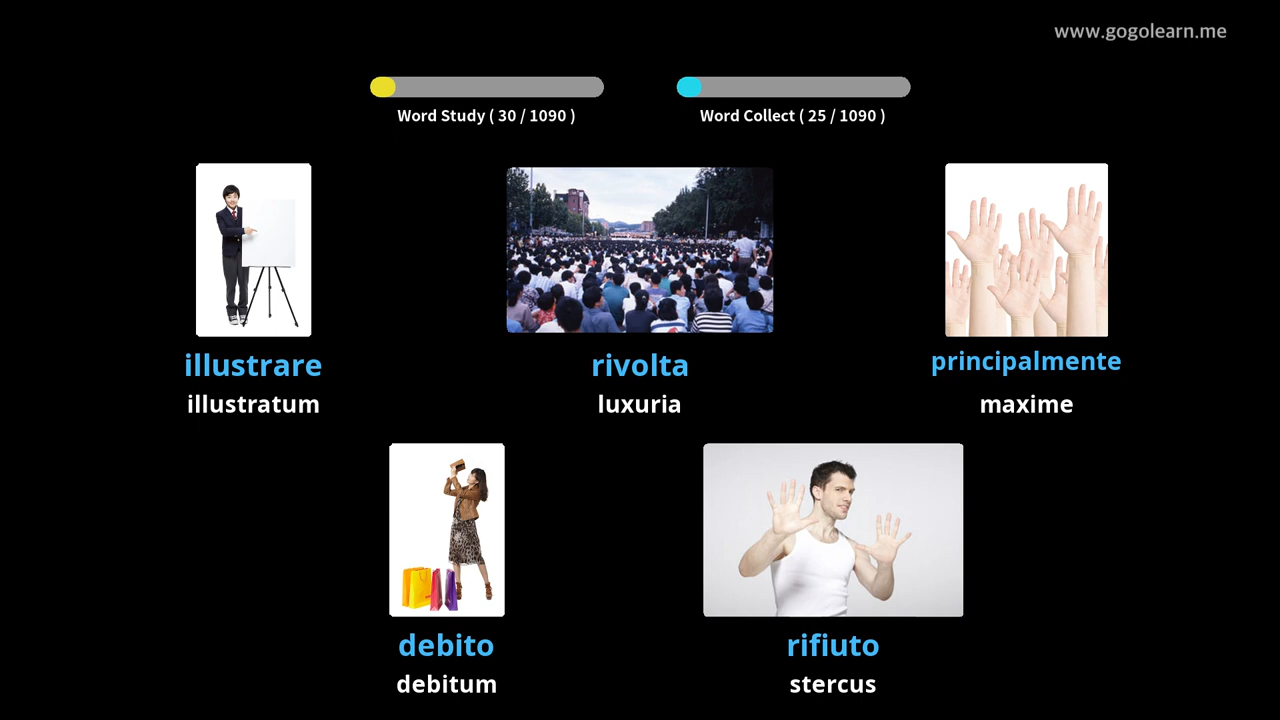 www.gogolearn.me
Word Study ( 30 / 1090 )
Word Collect ( 25 / 1090 )
illustrare
illustratum
rivolta
luxuria
principalmente
maxime
debito
debitum
rifiuto
stercus